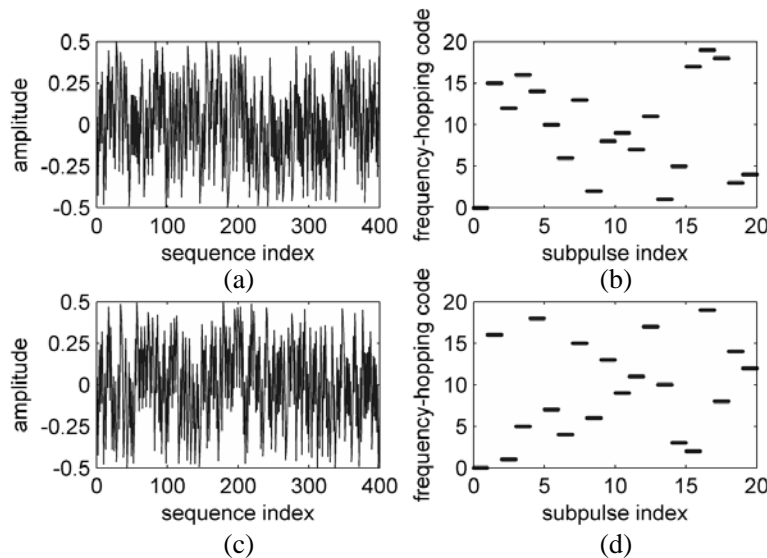 0.5
0.25
0
-0.25
-0.5
amplitude
0 100 200 300 400
sequence index
(a)
20
15
10
5
0
frequency-hopping code
0 5 10 15 20
subpulse index
(b)
0.5
0.25
0
-0.25
-0.5
amplitude
0 100 200 300 400
sequence index
(c)
20
15
10
5
0
frequency-hopping code
0 5 10 15 20
subpulse index
(d)